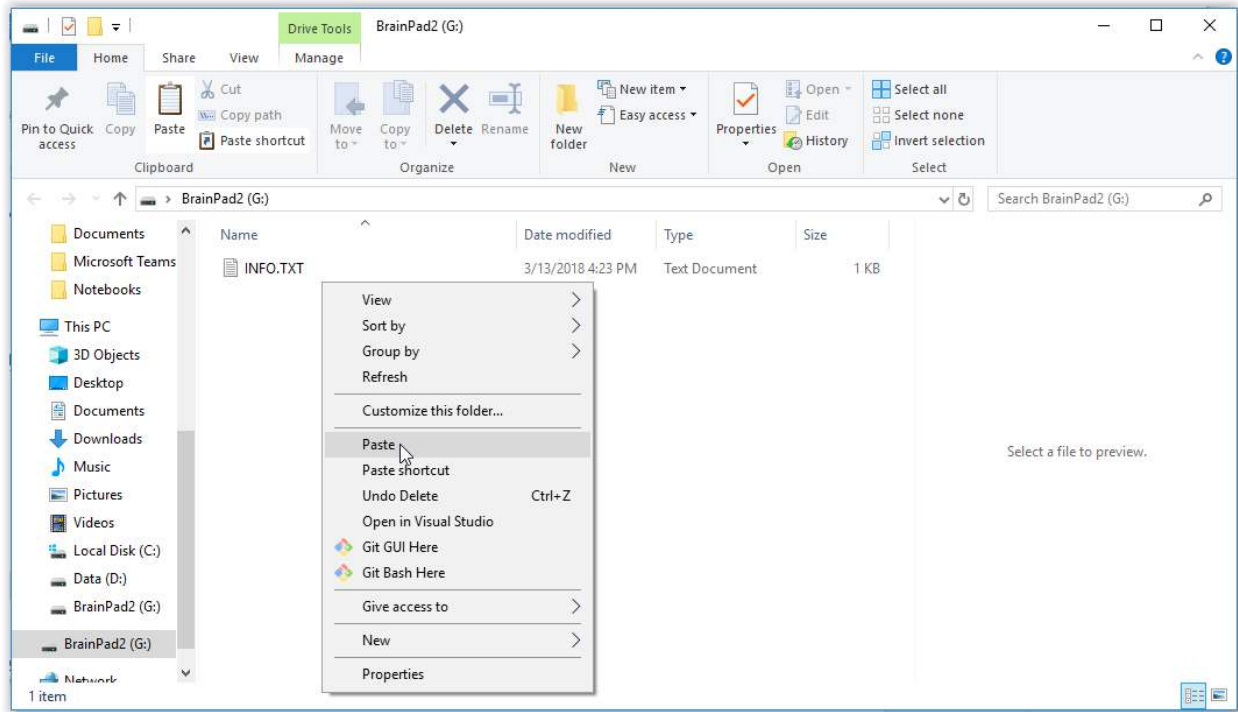 Drive Tools BrainPad2 (G:)
File Home Share View Manage
Pin to Quick access
Copy
Paste
Cut
Copy path
Paste shortcut
Clipboard
Move to
Copy to
Delete
Rename
Organize
New folder
New item
Easy access
New
Properties
Open
Edit
History
Open
Select all
Select none
Invert selection
Select
BrainPad2 (G:)
Search BrainPad2 (G:)
Documents
Microsoft Teams
Notebooks
This PC
3D Objects
Desktop
Documents
Downloads
Music
Pictures
Videos
Local Disk (C:)
Data (D:)
BrainPad2 (G:)
BrainPad2 (G:)
Network
Name Date modified Type Size
INFO.TXT 3/13/2018 4:23 PM Text Document 1 KB
View
Sort by
Group by
Refresh
Customize this folder...
Paste
Paste shortcut
Undo Delete Ctrl+Z
Open in Visual Studio
Git GUI Here
Git Bash Here
Give access to
New
Properties
Select a file to preview.
1 item